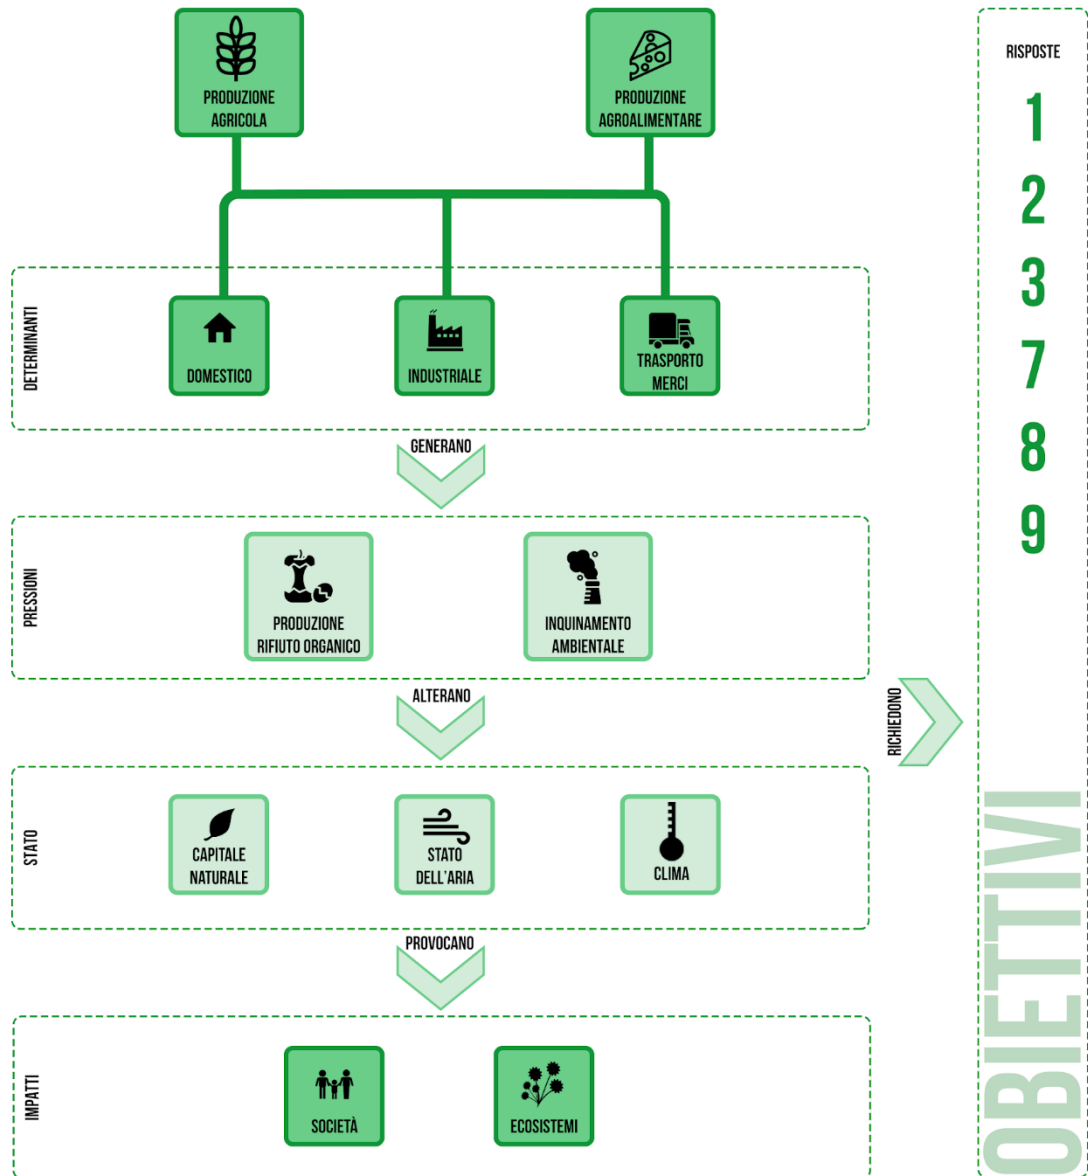 PRODUZIONE
AGRICOLA
PRODUZIONE
AGROALIMENTARE
DETERMINANTI
DOMESTICO
INDUSTRIALE
TRASPORTO
MERCI
GENERANO
PRESSIONI
PRODUZIONE
RIFIUTO ORGANICO
INQUINAMENTO
AMBIENTALE
ALTERANO
STATO
CAPITALE
NATURALE
STATO
DELL'ARIA
CLIMA
PROVOCANO
IMPATTI
SOCIETÀ
ECOSISTEMI
RICHIEDONO
RISPOSTE
1
2
3
7
8
9
OBIETTIVI